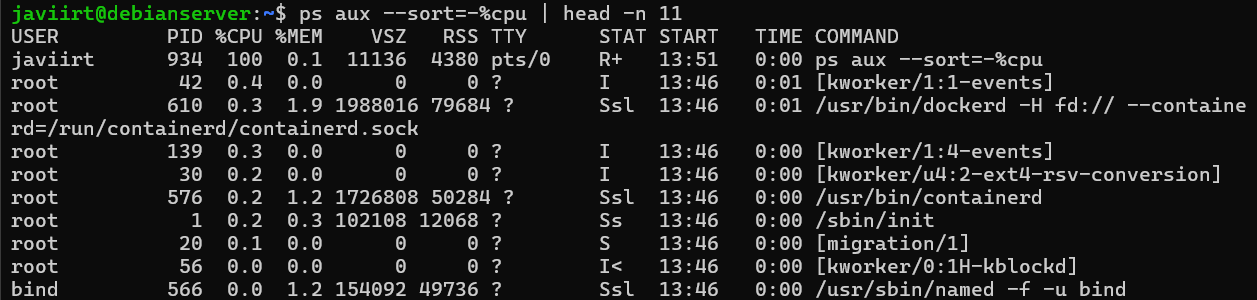 javiirt@debianserver:~$ ps aux --sort=-%cpu | head -n 11
USER         PID %CPU %MEM    VSZ   RSS TTY      STAT START   TIME COMMAND
javiirt      934  100  0.1  11136  4380 pts/0    R+   13:51   0:00 ps aux --sort=-%cpu
root          42  0.4  0.0      0     0 ?        I    13:46   0:01 [kworker/1:1-events]
root         610  0.3  1.9 1988016 79684 ?       Ssl  13:46   0:01 /usr/bin/dockerd -H fd:// --containe
rd=/run/containerd/containerd.sock
root         139  0.3  0.0      0     0 ?        I    13:46   0:00 [kworker/1:4-events]
root          30  0.2  0.0      0     0 ?        I    13:46   0:00 [kworker/u4:2-ext4-rsv-conversion]
root         576  0.2  1.2 1726808 50284 ?       Ssl  13:46   0:00 /usr/bin/containerd
root           1  0.2  0.3 102108 12068 ?        Ss   13:46   0:00 /sbin/init
root          20  0.1  0.0      0     0 ?        S    13:46   0:00 [migration/1]
root          56  0.0  0.0      0     0 ?        I<   13:46   0:00 [kworker/0:1H-kblockd]
bind         566  0.0  1.2 154092 49736 ?        Ssl  13:46   0:00 /usr/sbin/named -f -u bind